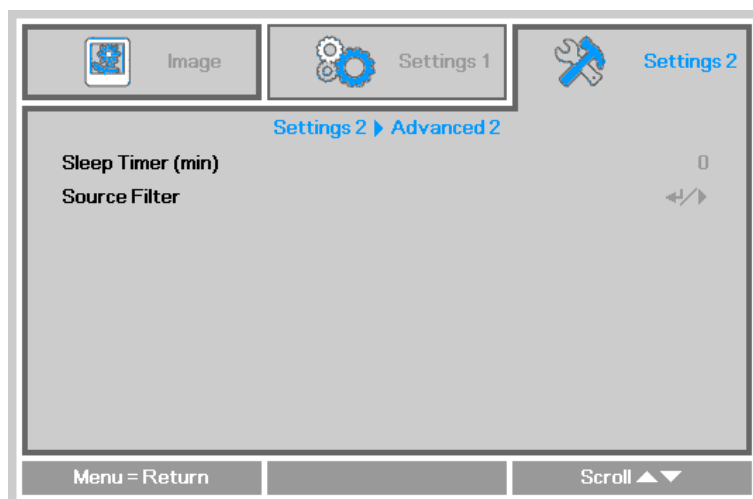 Image
Settings 1
Settings 2
Settings 2 ▶ Advanced 2
Sleep Timer (min) 0
Source Filter ↵/▶
Menu = Return
Scroll ▲▼